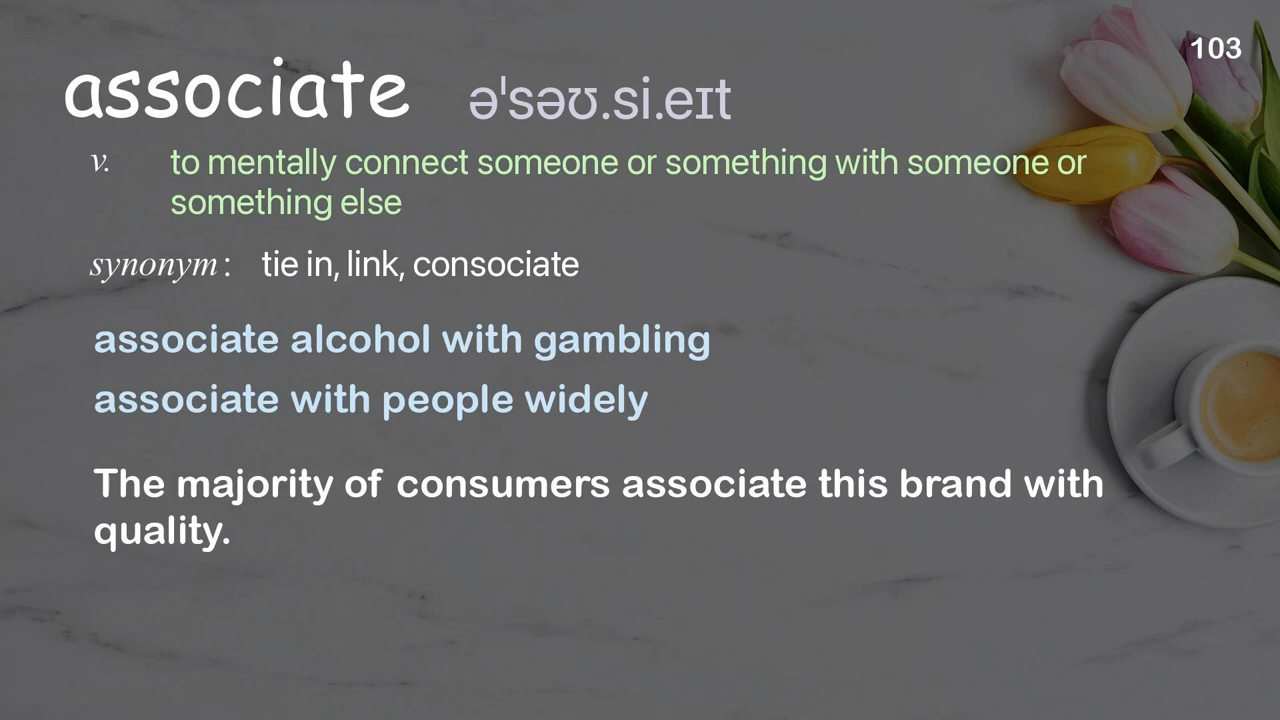 103
associate əˈsəʊ.si.eɪt
v. to mentally connect someone or something with someone or
something else
synonym : tie in, link, consociate
associate alcohol with gambling
associate with people widely
The majority of consumers associate this brand with
quality.